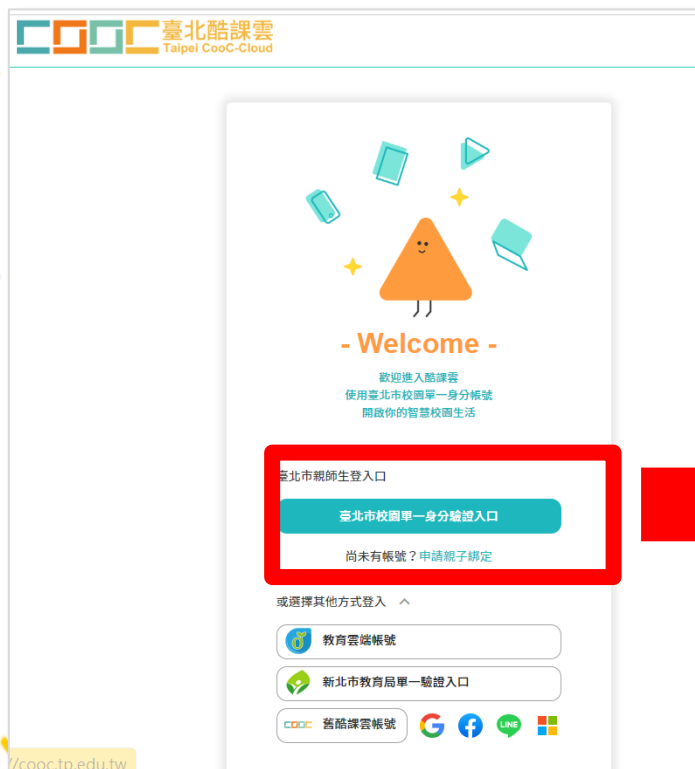 COOC 臺北酷課雲
Taipei CooC-Cloud
- Welcome -
歡迎進入酷課雲
使用臺北市校園單一身分帳號
開啟你的智慧校園生活
臺北市親師生登入口
臺北市校園單一身分驗證入口
尚未有帳號？申請親子綁定
或選擇其他方式登入
教育雲端帳號
新北市教育局單一驗證入口
COOC 舊酷課雲帳號 LINE
//cooc.tp.edu.tw